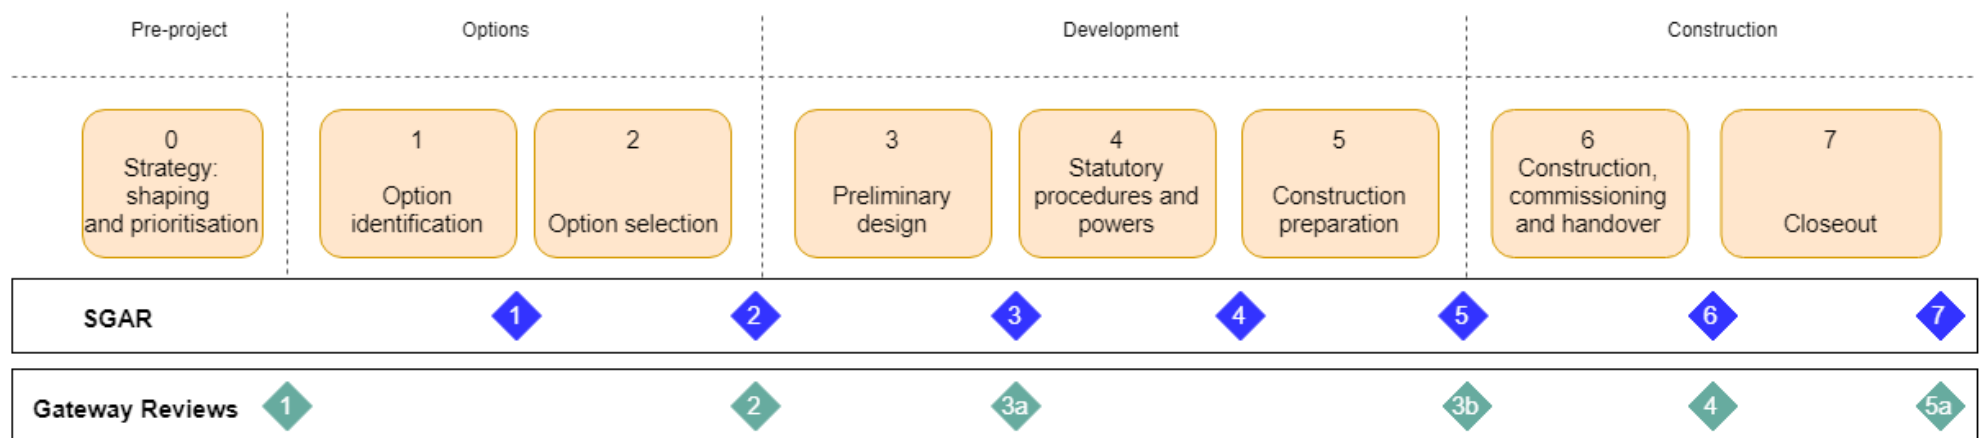 Pre-project
Options
Development
Construction
0
Strategy:
shaping
and prioritisation
1
Option
identification
2
Option selection
3
Preliminary
design
4
Statutory
procedures and
powers
5
Construction
preparation
6
Construction,
commissioning
and handover
7
Closeout
SGAR
1
2
3
4
5
6
7
Gateway Reviews
1
2
3a
3b
4
5a